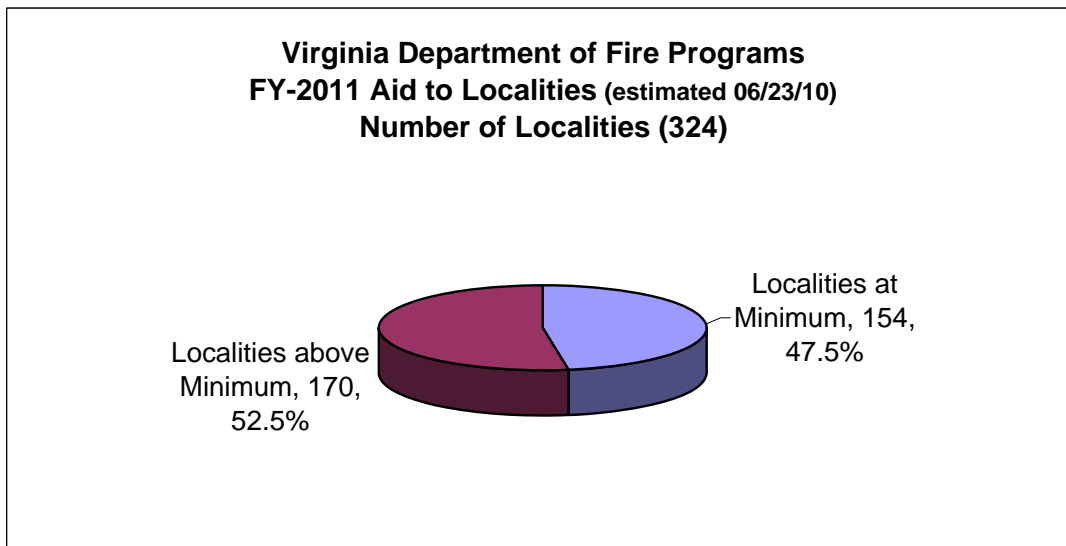 Virginia Department of Fire Programs
FY-2011 Aid to Localities (estimated 06/23/10)
Number of Localities (324)
Localities at
Minimum, 154,
47.5%
Localities above
Minimum, 170,
52.5%